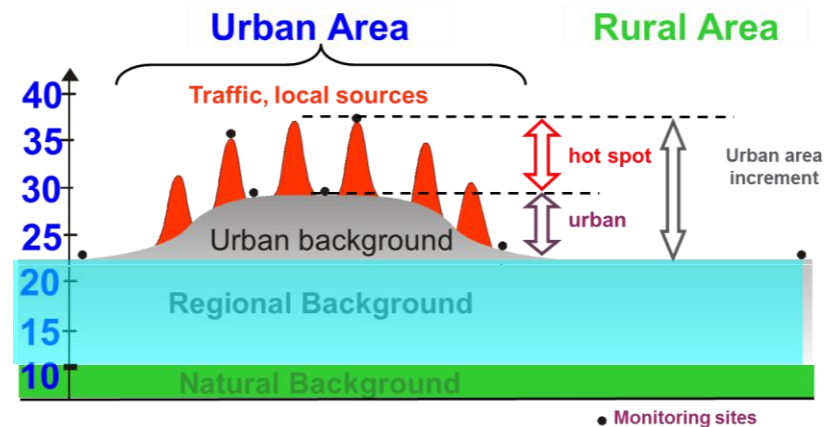 Urban Area
Rural Area
40
Traffic, local sources
35
hot spot
Urban area
increment
30
urban
25
Urban background
20
Regional Background
15
10
Natural Background
Monitoring sites